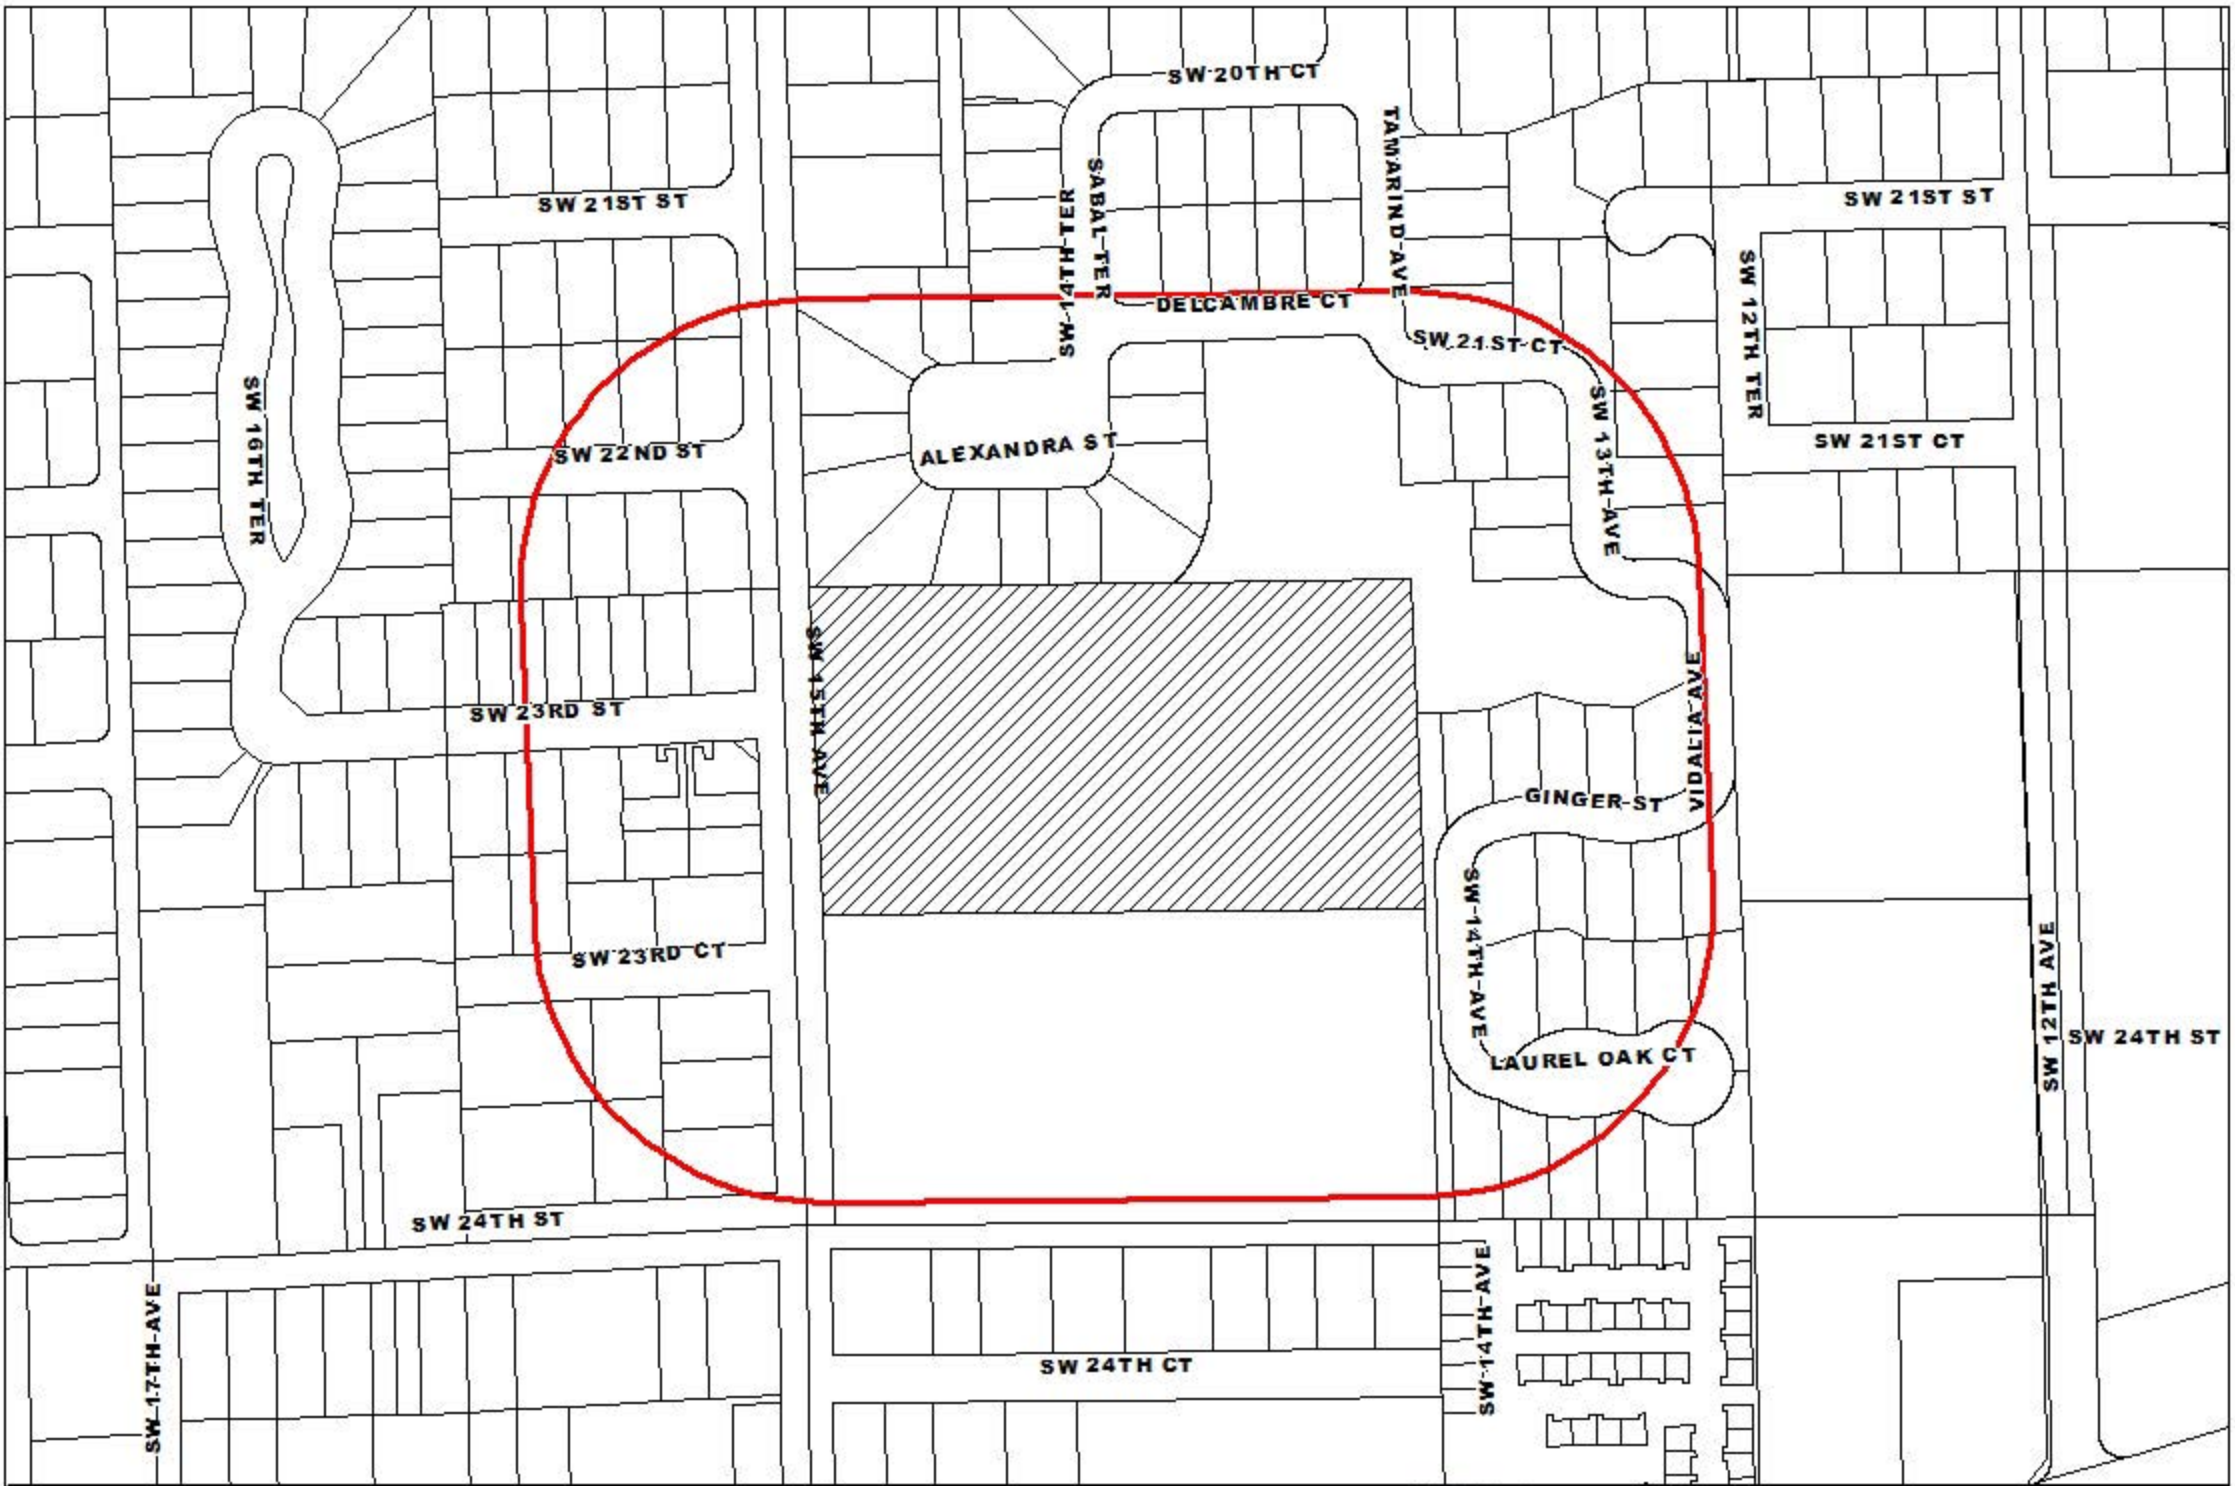 SW 20TH CT
TAMARIND AVE
SABAL TER
SW 14TH TER
SW 21ST ST
SW 21ST ST
SW 12TH TER
DELCAMBRE CT
SW 21ST CT
SW 16TH TER
SW 13TH AVE
SW 22ND ST
ALEXANDRA ST
SW 21ST CT
SW 15TH AVE
VIDALIA AVE
SW 23RD ST
GINGER ST
SW 14TH AVE
SW 23RD CT
SW 12TH AVE
SW 24TH ST
LAUREL OAK CT
SW 24TH ST
SW 14TH AVE
SW 17TH AVE
SW 24TH CT